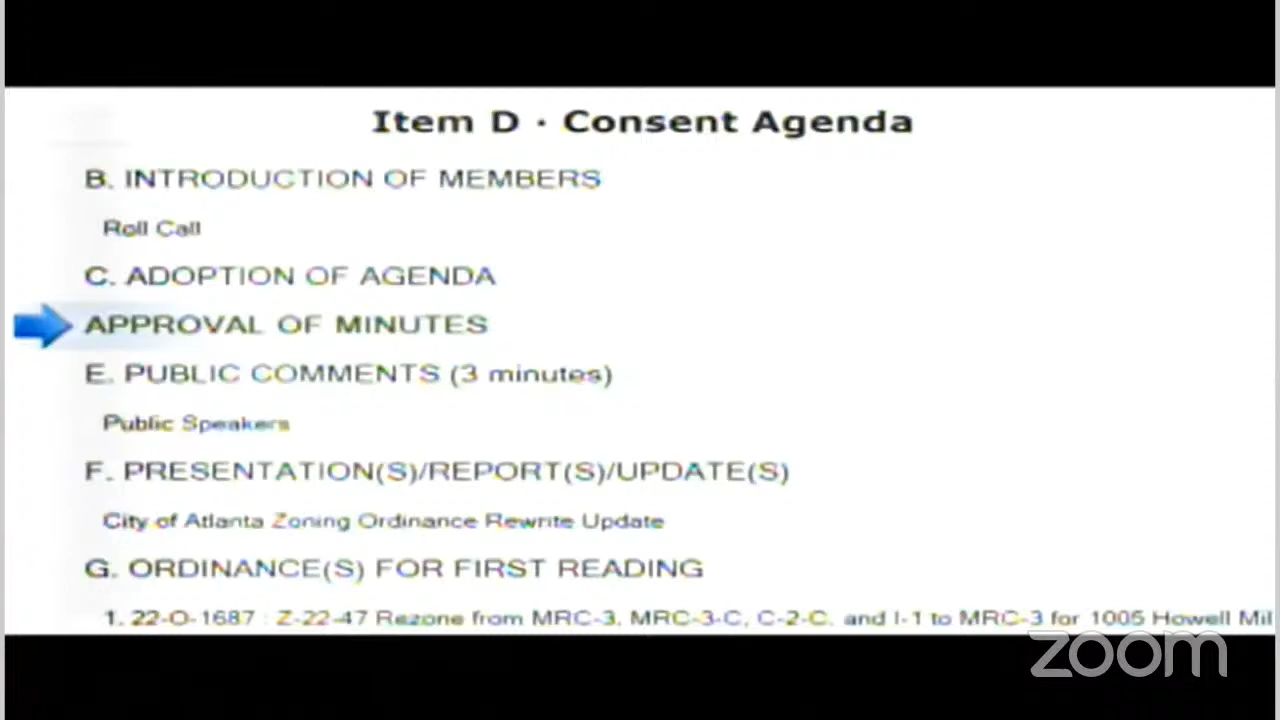 Item D · Consent Agenda
B. INTRODUCTION OF MEMBERS
Roll Call
C. ADOPTION OF AGENDA
APPROVAL OF MINUTES
E. PUBLIC COMMENTS (3 minutes)
Public Speakers
F. PRESENTATION(S)/REPORT(S)/UPDATE(S)
City of Atlanta Zoning Ordinance Rewrite Update
G. ORDINANCE(S) FOR FIRST READING
1. 22-O-1687 : Z-22-47 Rezone from MRC-3, MRC-3-C, C-2-C, and I-1 to MRC-3 for 1005 Howell Mil
zoom